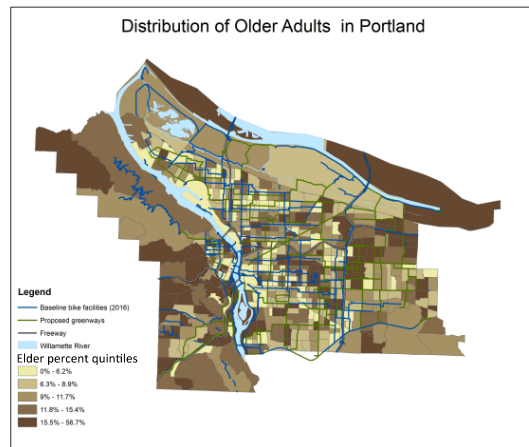 Distribution of Older Adults in Portland
Legend
Baseline bike facilities (2016)
Proposed greenways
Freeway
Willamette River
Elder percent quintiles
0% - 6.2%
6.3% - 8.9%
9% - 11.7%
11.8% - 15.4%
15.5% - 56.7%